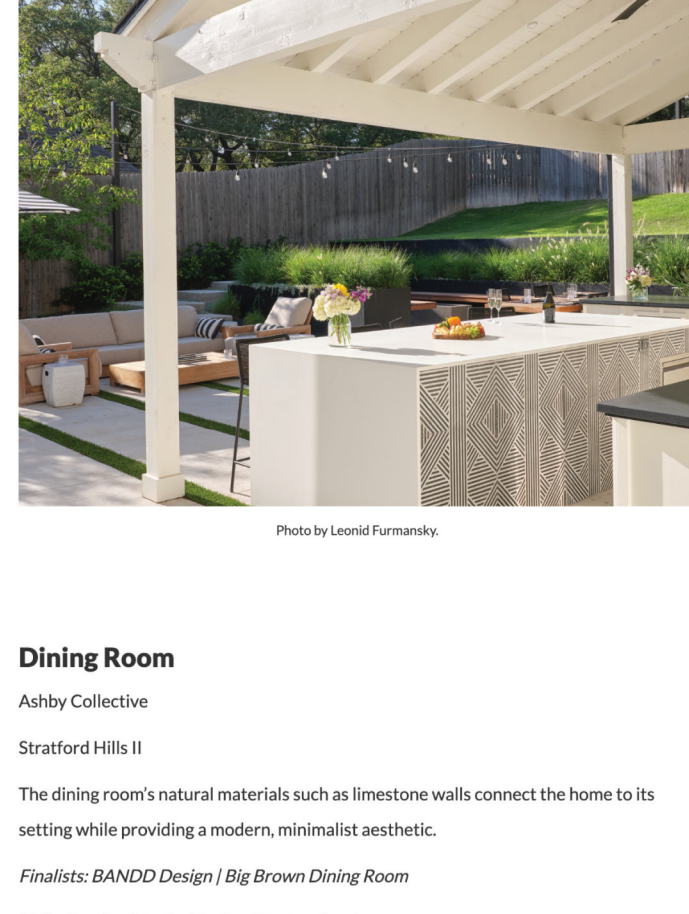 Photo by Leonid Furmansky.
Dining Room
Ashby Collective
Stratford Hills II
The dining room’s natural materials such as limestone walls connect the home to its
setting while providing a modern, minimalist aesthetic.
Finalists: BANDD Design | Big Brown Dining Room